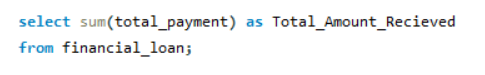 select sum(total_payment) as Total_Amount_Recieved
from financial_loan;